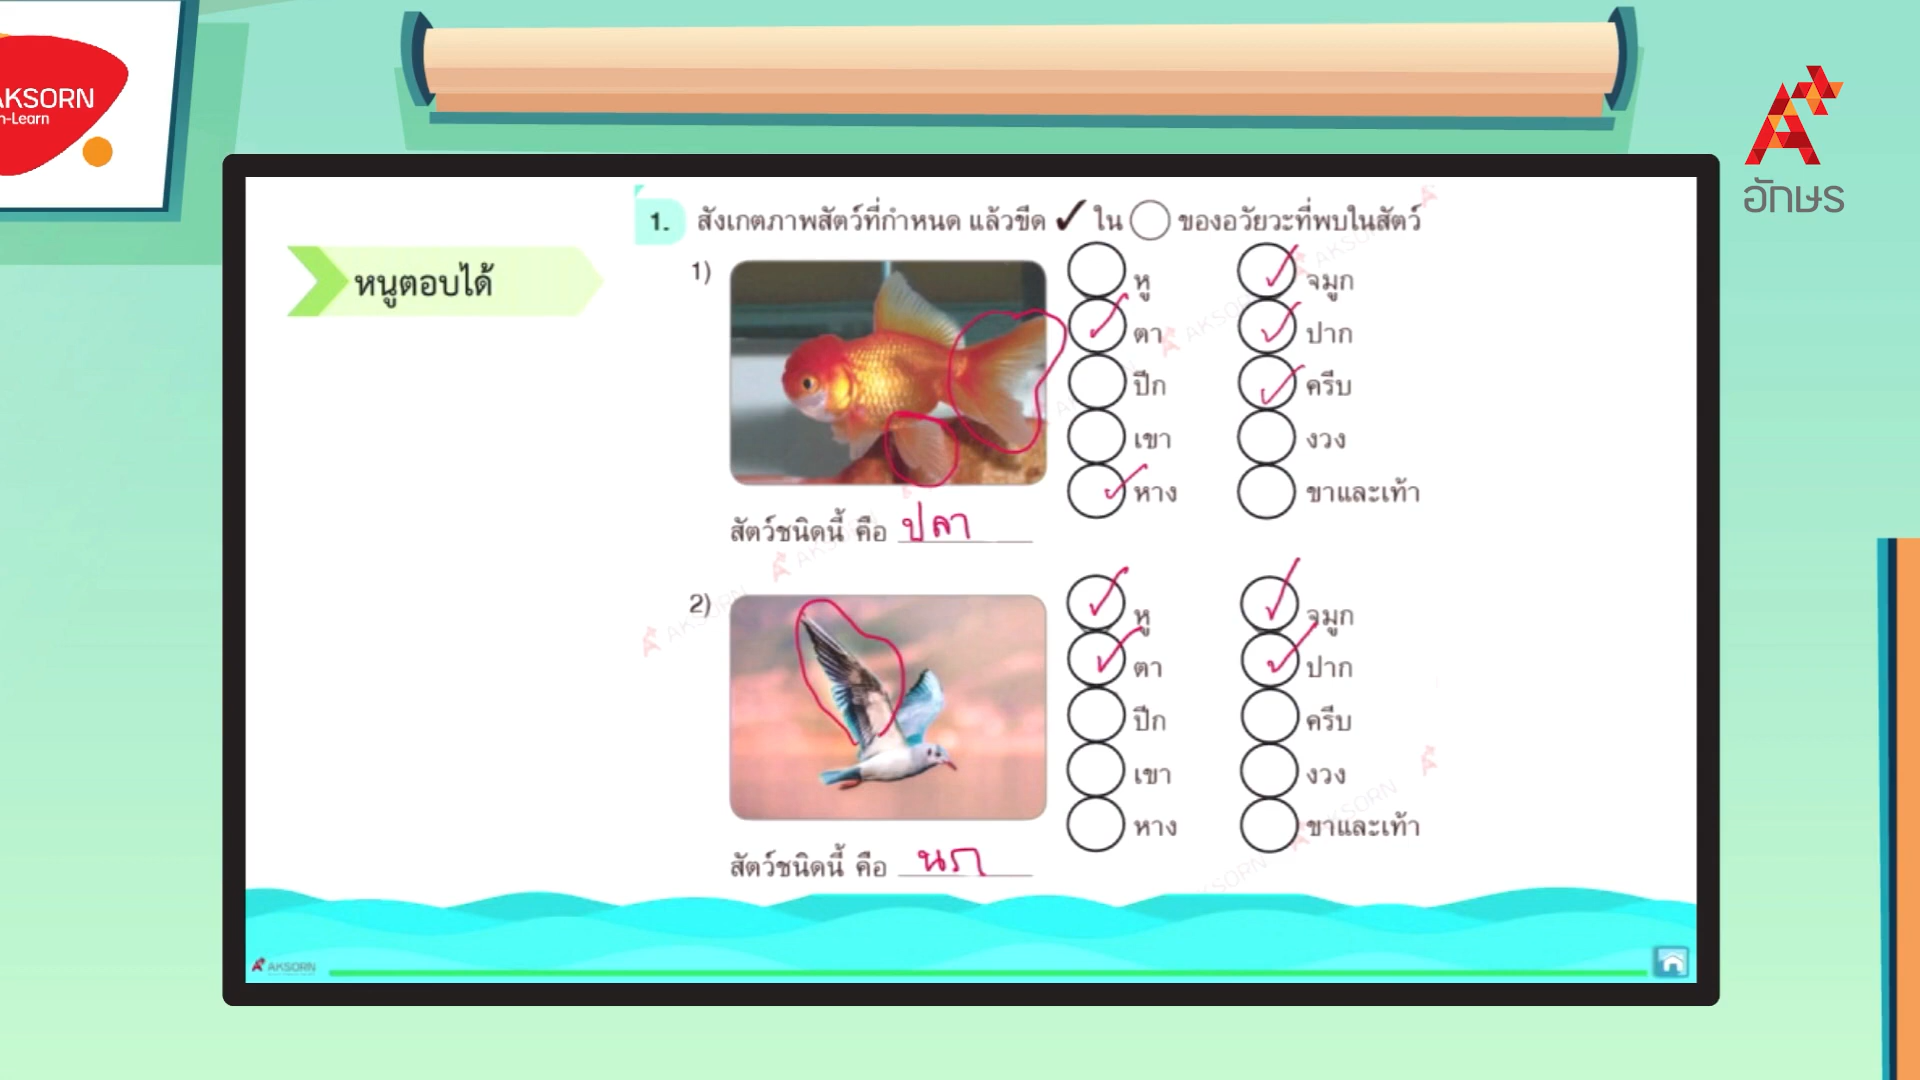 AKSORN
n-Learn
อักษร
หนูตอบได้
1. สังเกตภาพสัตว์ที่กำหนด แล้วขีด ✓ ใน ◯ ของอวัยวะที่พบในสัตว์
1)
หู จมูก
ตา ปาก
ปีก ครีบ
เขา งวง
หาง ขาและเท้า
สัตว์ชนิดนี้ คือ ปลา
2)
หู จมูก
ตา ปาก
ปีก ครีบ
เขา งวง
หาง ขาและเท้า
สัตว์ชนิดนี้ คือ นก
AKSORN